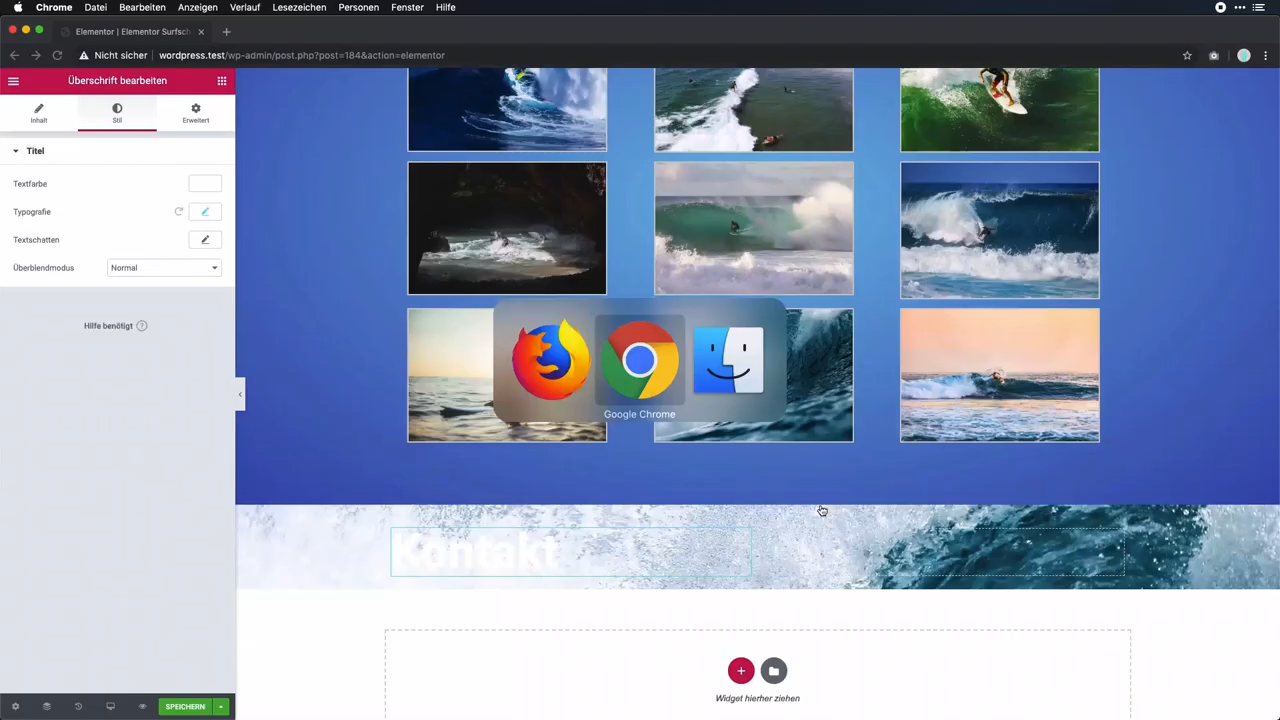 Chrome Datei Bearbeiten Anzeigen Verlauf Lesezeichen Personen Fenster Hilfe
Elementor | Elementor Surfsch
Nicht sicher | wordpress.test/wp-admin/post.php?post=184&action=elementor
Überschrift bearbeiten
Inhalt Stil Erweitert
Titel
Textfarbe
Typografie
Textschatten
Überblendmodus Normal
Hilfe benötigt
Google Chrome
Kontakt
Widget hierher ziehen
SPEICHERN